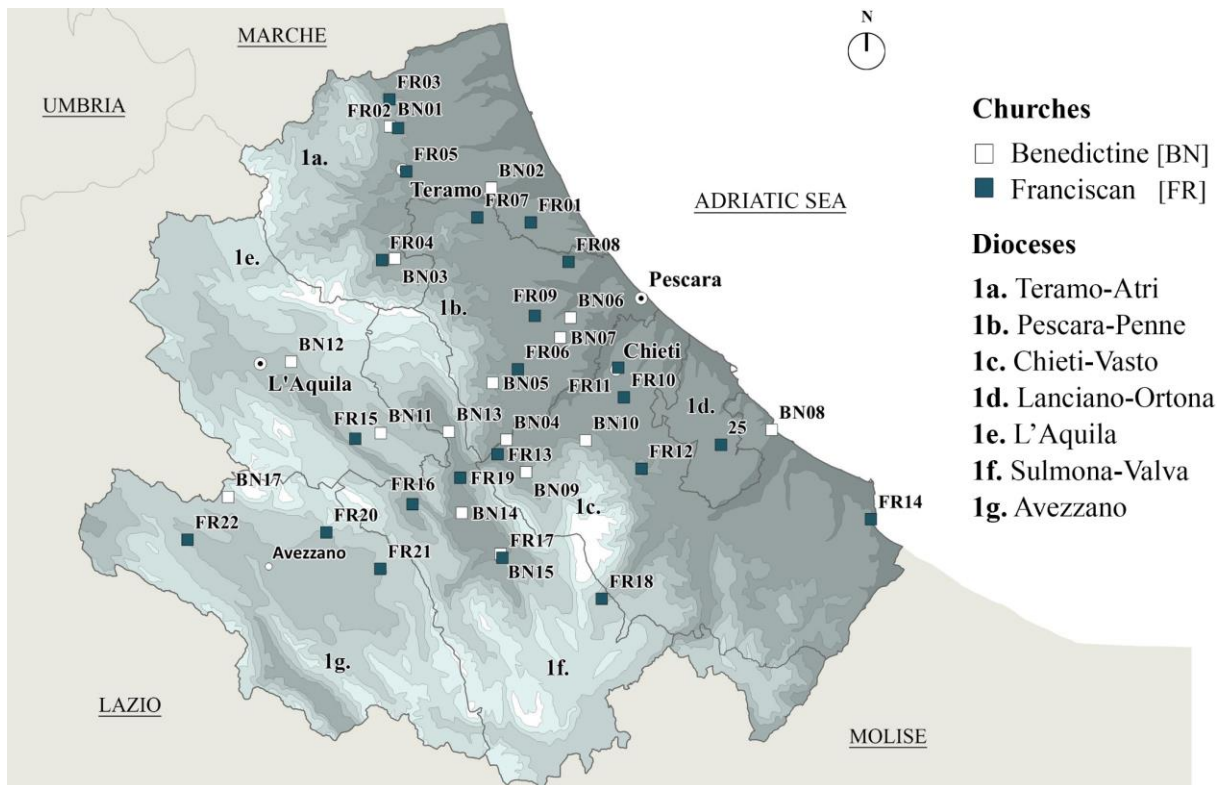 MARCHE
N
UMBRIA
FR03
FR02 BN01
1a.
FR05
BN02
Teramo
FR07
FR01
ADRIATIC SEA
FR04
BN03
FR08
1e.
Pescara
1b.
FR09
BN06
BN07
BN12
L'Aquila
FR06
Chieti
BN05
FR11
FR10
1d.
FR15
BN11
BN13
BN04
BN10
25
BN08
FR13
FR12
BN17
FR19
BN09
FR16
1c.
FR14
FR22
FR20
BN14
Avezzano
FR21
FR17
BN15
FR18
1g.
1f.
LAZIO
MOLISE
Churches
Benedictine [BN]
Franciscan [FR]
Dioceses
1a. Teramo-Atri
1b. Pescara-Penne
1c. Chieti-Vasto
1d. Lanciano-Ortona
1e. L’Aquila
1f. Sulmona-Valva
1g. Avezzano